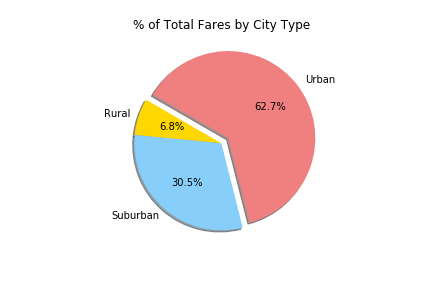 % of Total Fares by City Type
Urban
62.7%
Rural
6.8%
30.5%
Suburban